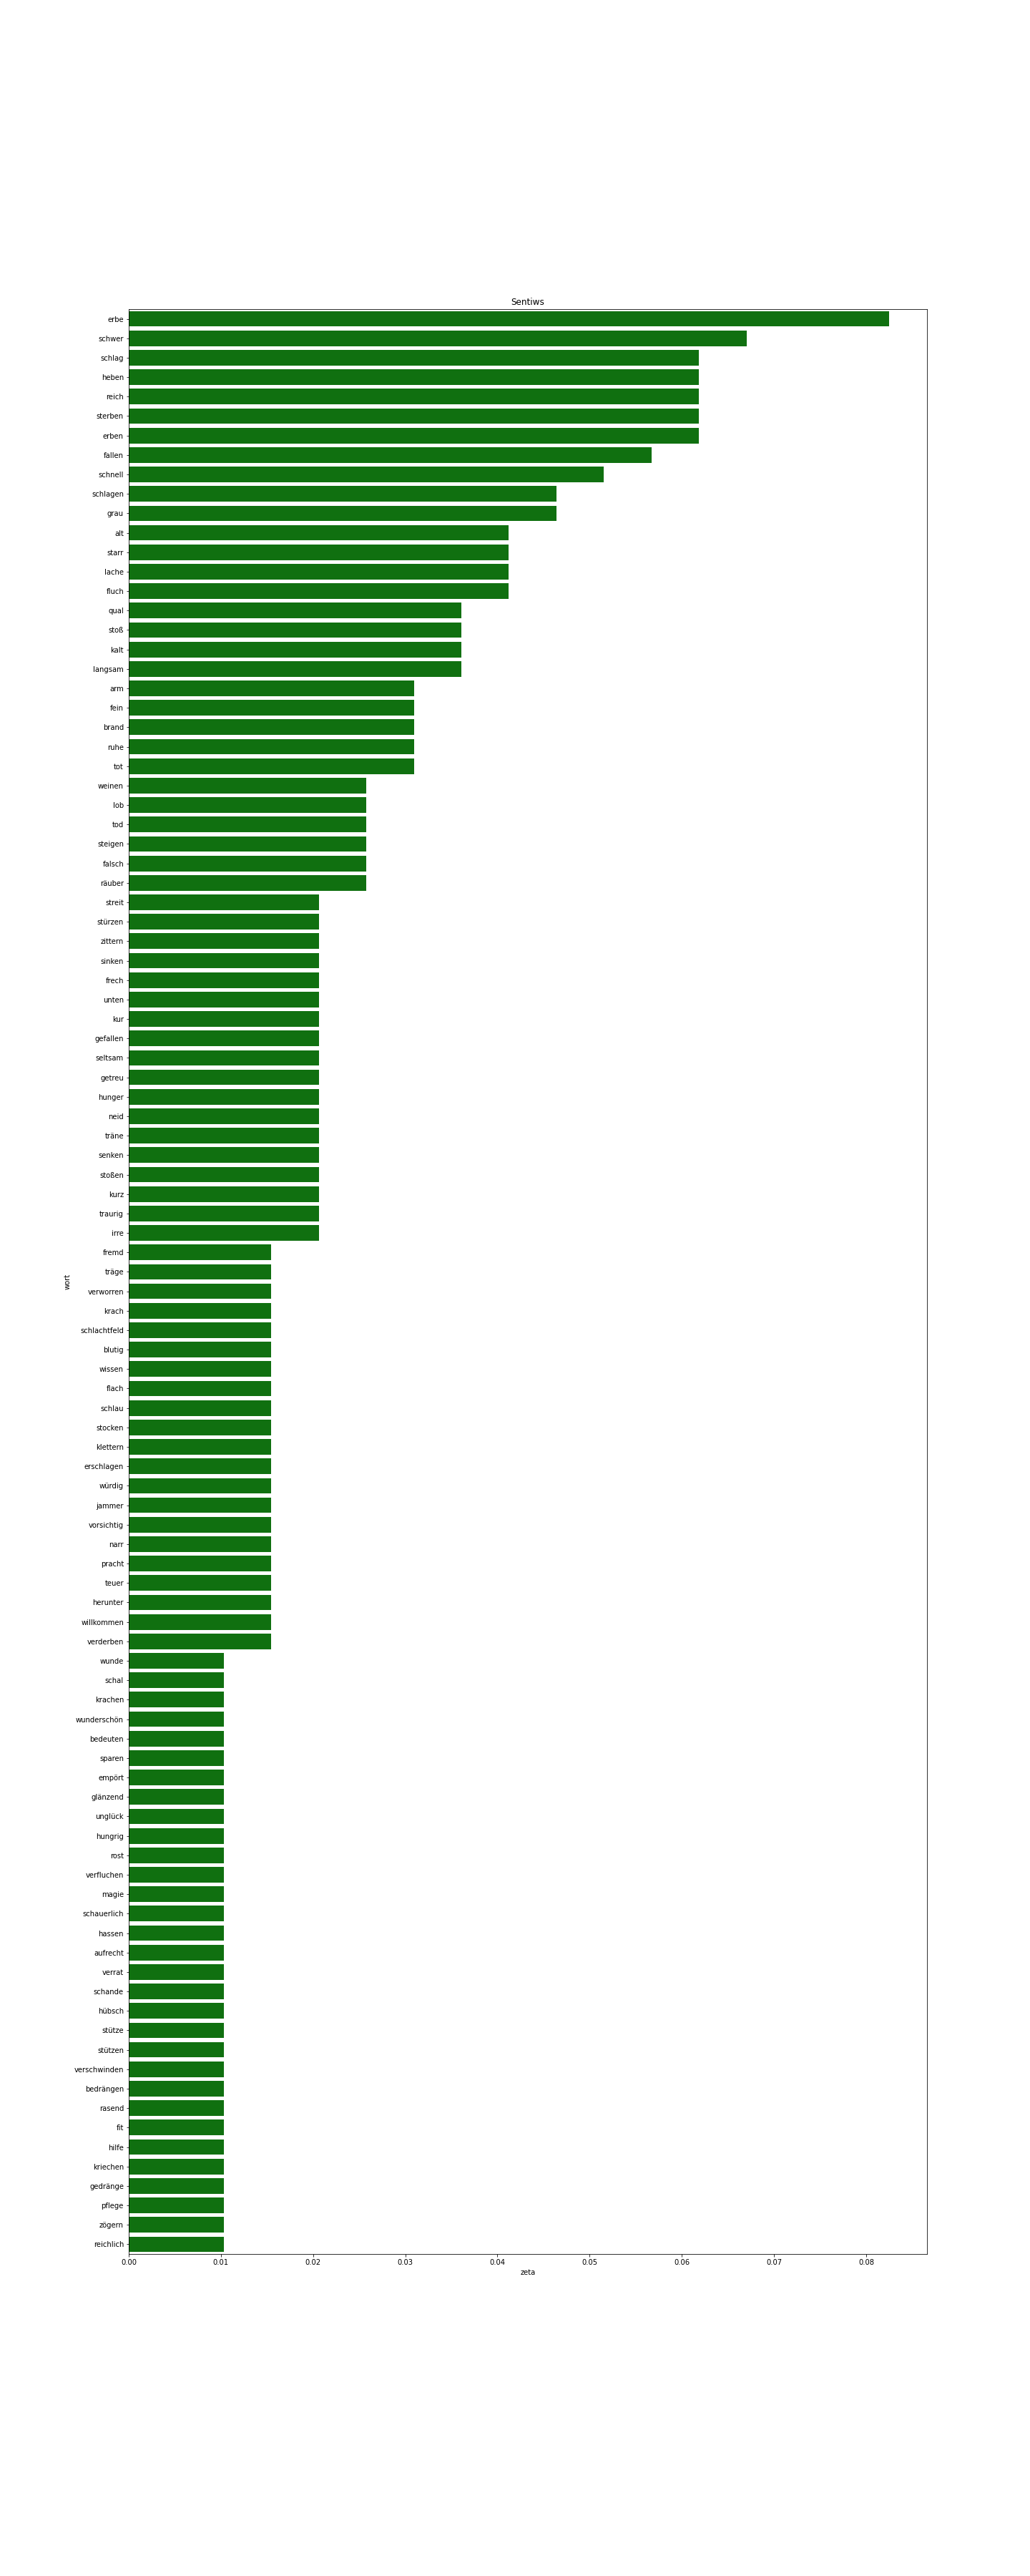 Sentiws
erbe
schwer
schlag
heben
reich
sterben
erben
fallen
schnell
schlagen
grau
alt
starr
lache
fluch
qual
stoß
kalt
langsam
arm
fein
brand
ruhe
tot
weinen
lob
tod
steigen
falsch
räuber
streit
stürzen
zittern
sinken
frech
unten
kur
gefallen
seltsam
getreu
hunger
neid
träne
senken
stoßen
kurz
traurig
irre
fremd
träge
wort
verworren
krach
schlachtfeld
blutig
wissen
flach
schlau
stocken
klettern
erschlagen
würdig
jammer
vorsichtig
narr
pracht
teuer
herunter
willkommen
verderben
wunde
schal
krachen
wunderschön
bedeuten
sparen
empört
glänzend
unglück
hungrig
rost
verfluchen
magie
schauerlich
hassen
aufrecht
verrat
schande
hübsch
stütze
stützen
verschwinden
bedrängen
rasend
fit
hilfe
kriechen
gedränge
pflege
zögern
reichlich
0.00 0.01 0.02 0.03 0.04 0.05 0.06 0.07 0.08
zeta